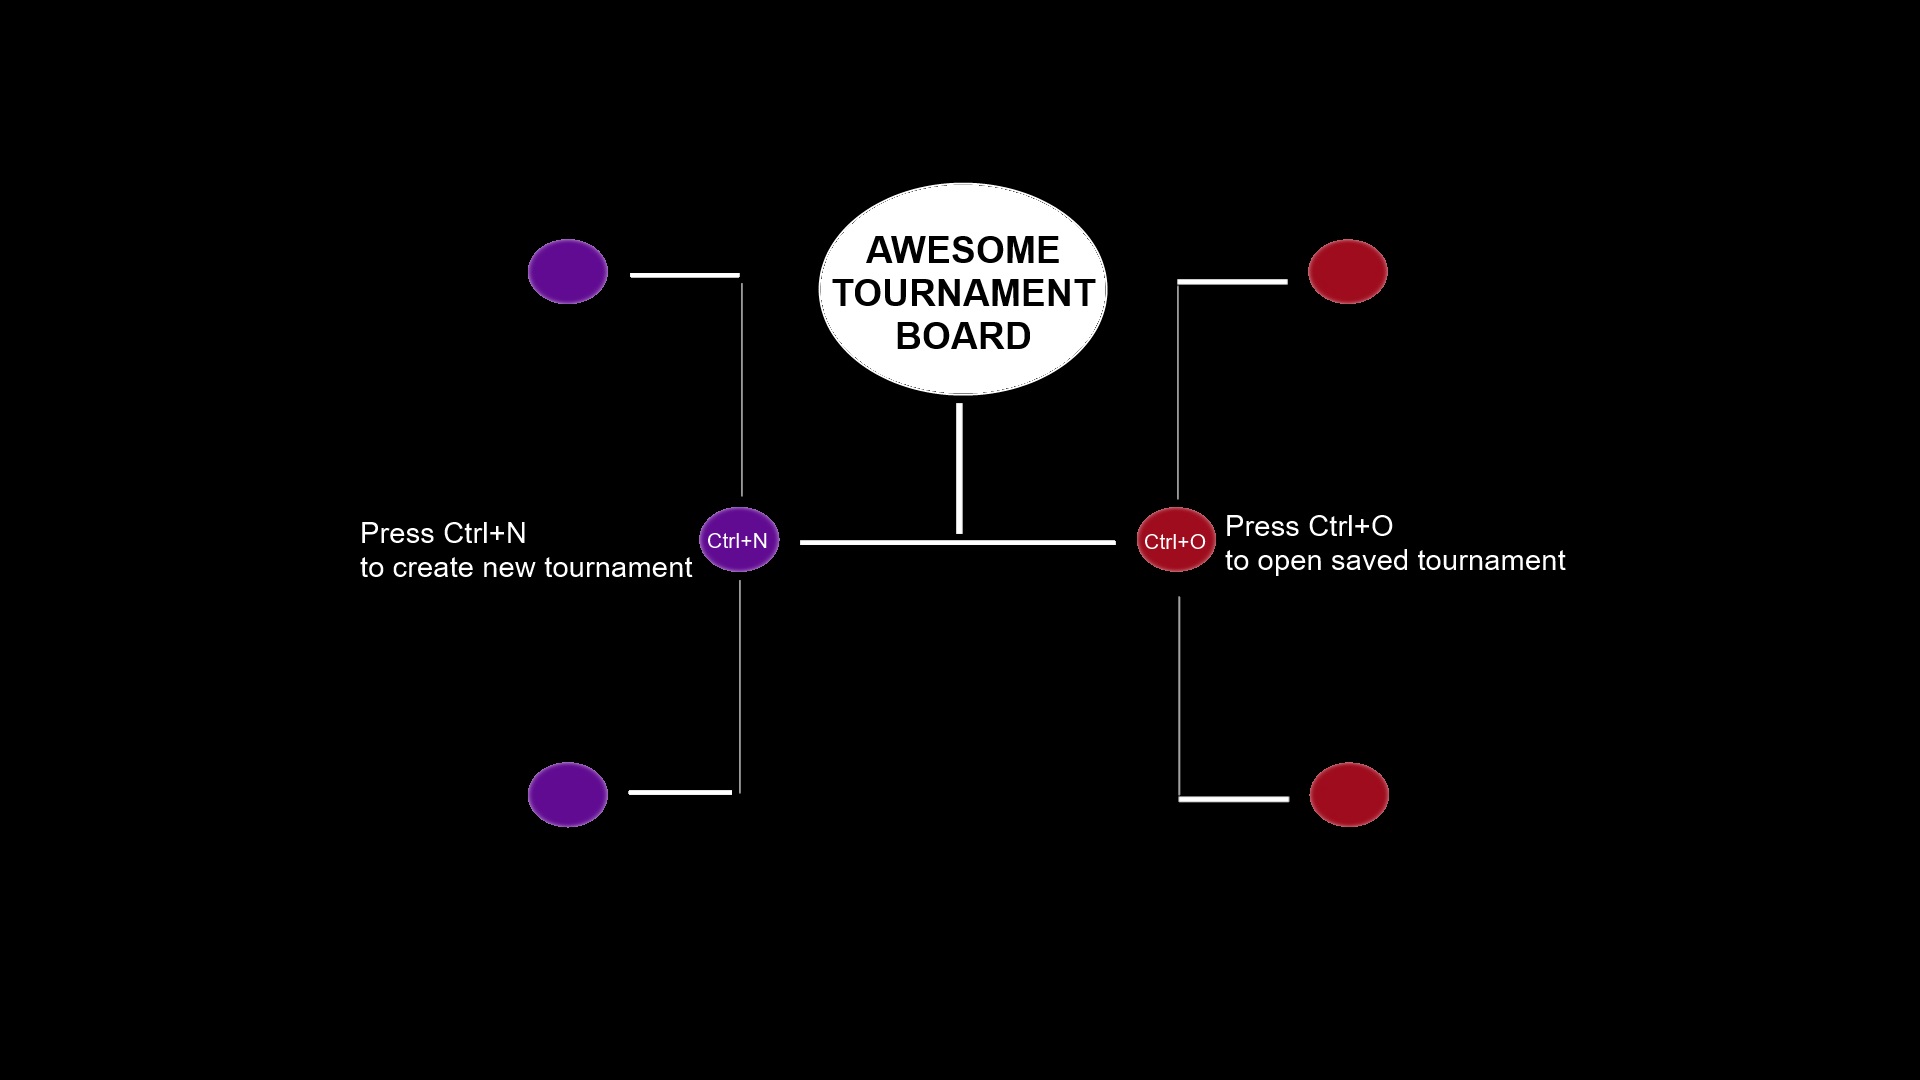 AWESOME
TOURNAMENT
BOARD
Press Ctrl+N
to create new tournament
Ctrl+N
Ctrl+O
Press Ctrl+O
to open saved tournament